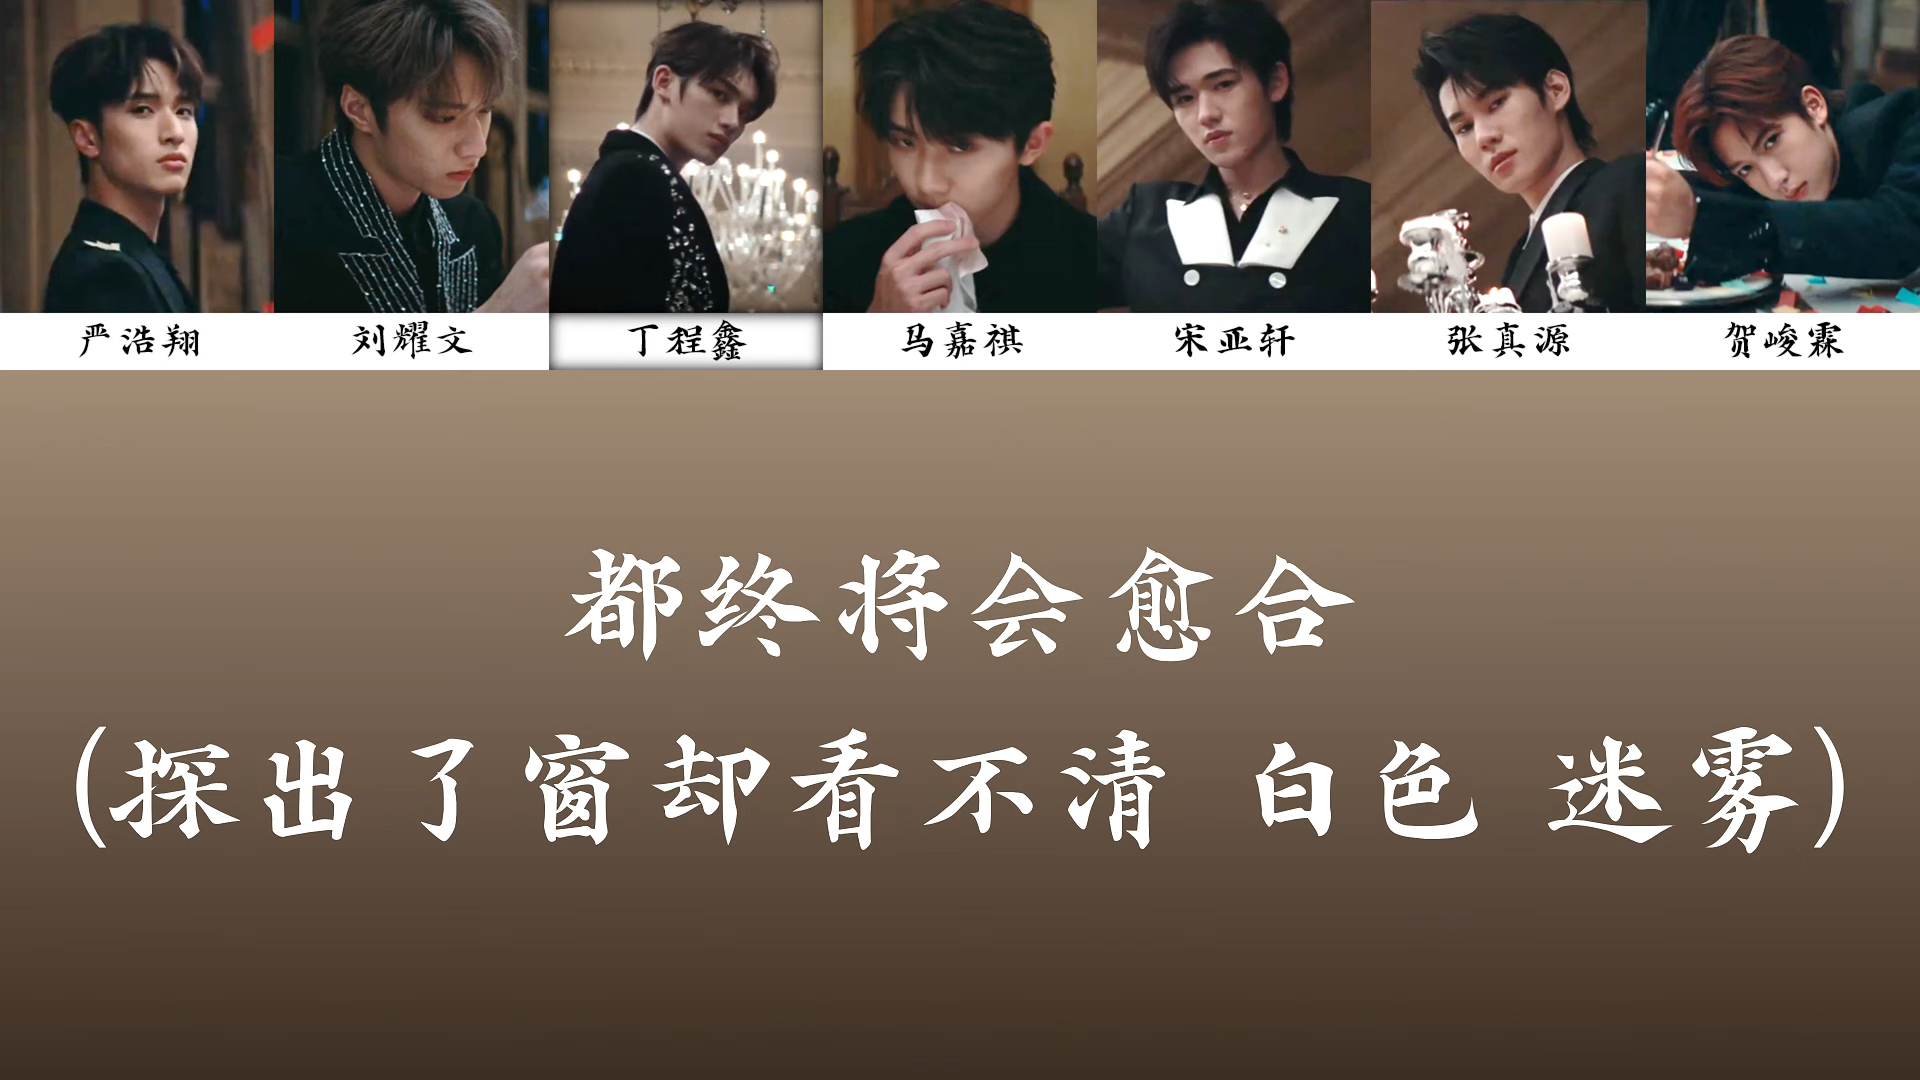 严浩翔 刘耀文 丁程鑫 马嘉祺 宋亚轩 张真源 贺峻霖
都终将会愈合
(探出了窗却看不清 白色 迷雾)